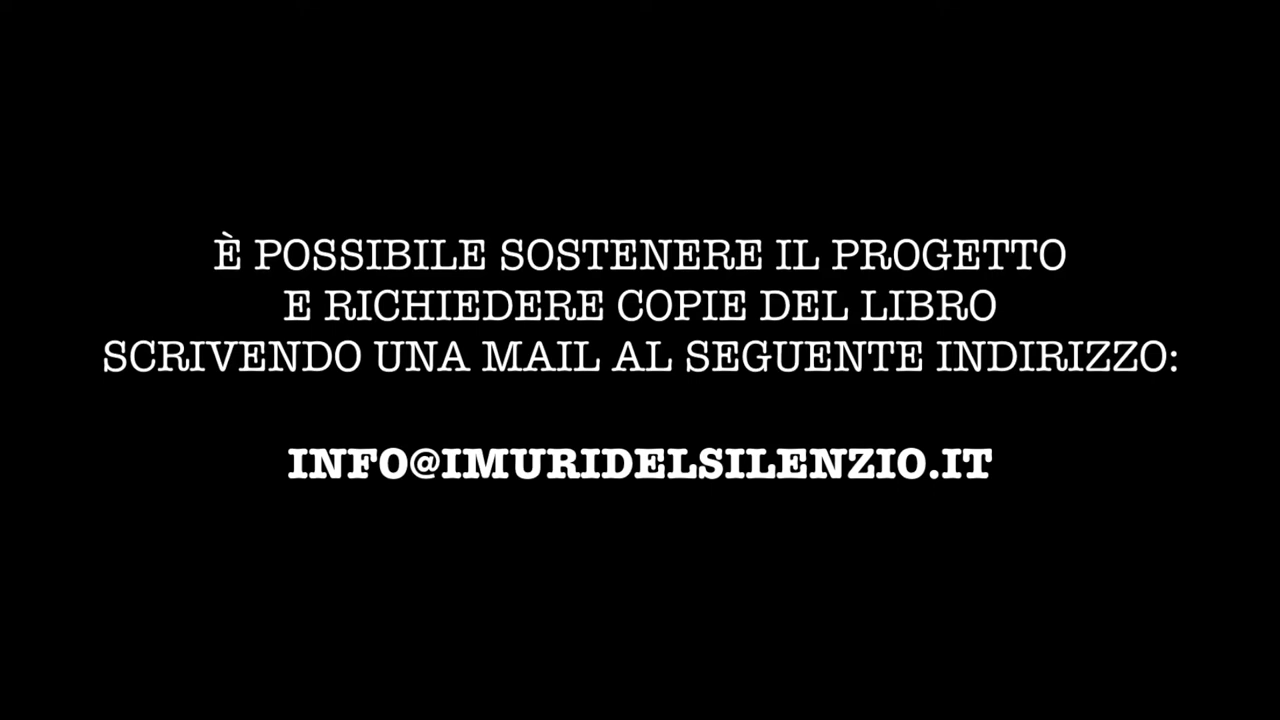 È POSSIBILE SOSTENERE IL PROGETTO
E RICHIEDERE COPIE DEL LIBRO
SCRIVENDO UNA MAIL AL SEGUENTE INDIRIZZO:
INFO@IMURIDELSILENZIO.IT